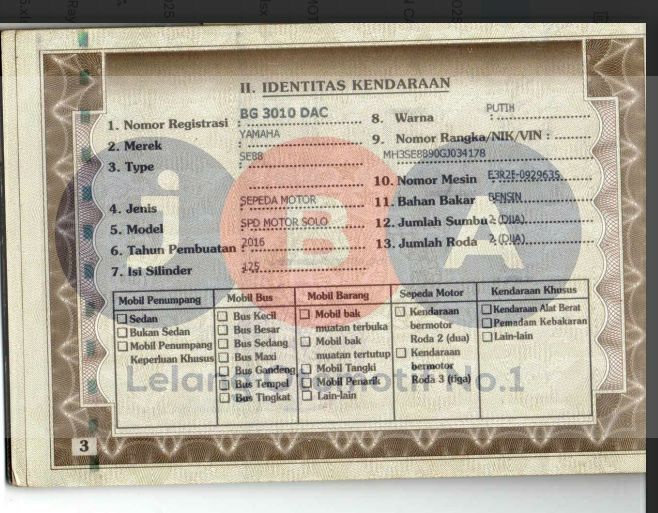 II. IDENTITAS KENDARAAN
1. Nomor Registrasi : BG 3010 DAC
2. Merek : YAMAHA
3. Type : SE88
4. Jenis : SEPEDA MOTOR
5. Model : SPD MOTOR SOLO
6. Tahun Pembuatan : 2016
7. Isi Silinder : 125
8. Warna : PUTIH
9. Nomor Rangka/NIK/VIN :
MH3SE8890GJ034178
10. Nomor Mesin : E3R2E-0929635
11. Bahan Bakar : BENSIN
12. Jumlah Sumbu : 2 (DUA)
13. Jumlah Roda : 2 (DUA)
Mobil Penumpang
Sedan
Bukan Sedan
Mobil Penumpang
Keperluan Khusus
Mobil Bus
Bus Kecil
Bus Besar
Bus Sedang
Bus Maxi
Bus Gandeng
Bus Tempel
Bus Tingkat
Mobil Barang
Mobil bak
muatan terbuka
Mobil bak
muatan tertutup
Mobil Tangki
Mobil Penarik
Lain-lain
Sepeda Motor
Kendaraan
bermotor
Roda 2 (dua)
Kendaraan
bermotor
Roda 3 (tiga)
Kendaraan Khusus
Kendaraan Alat Berat
Pemadam Kebakaran
Lain-lain
iBA
Lelang Otomotif No.1
3